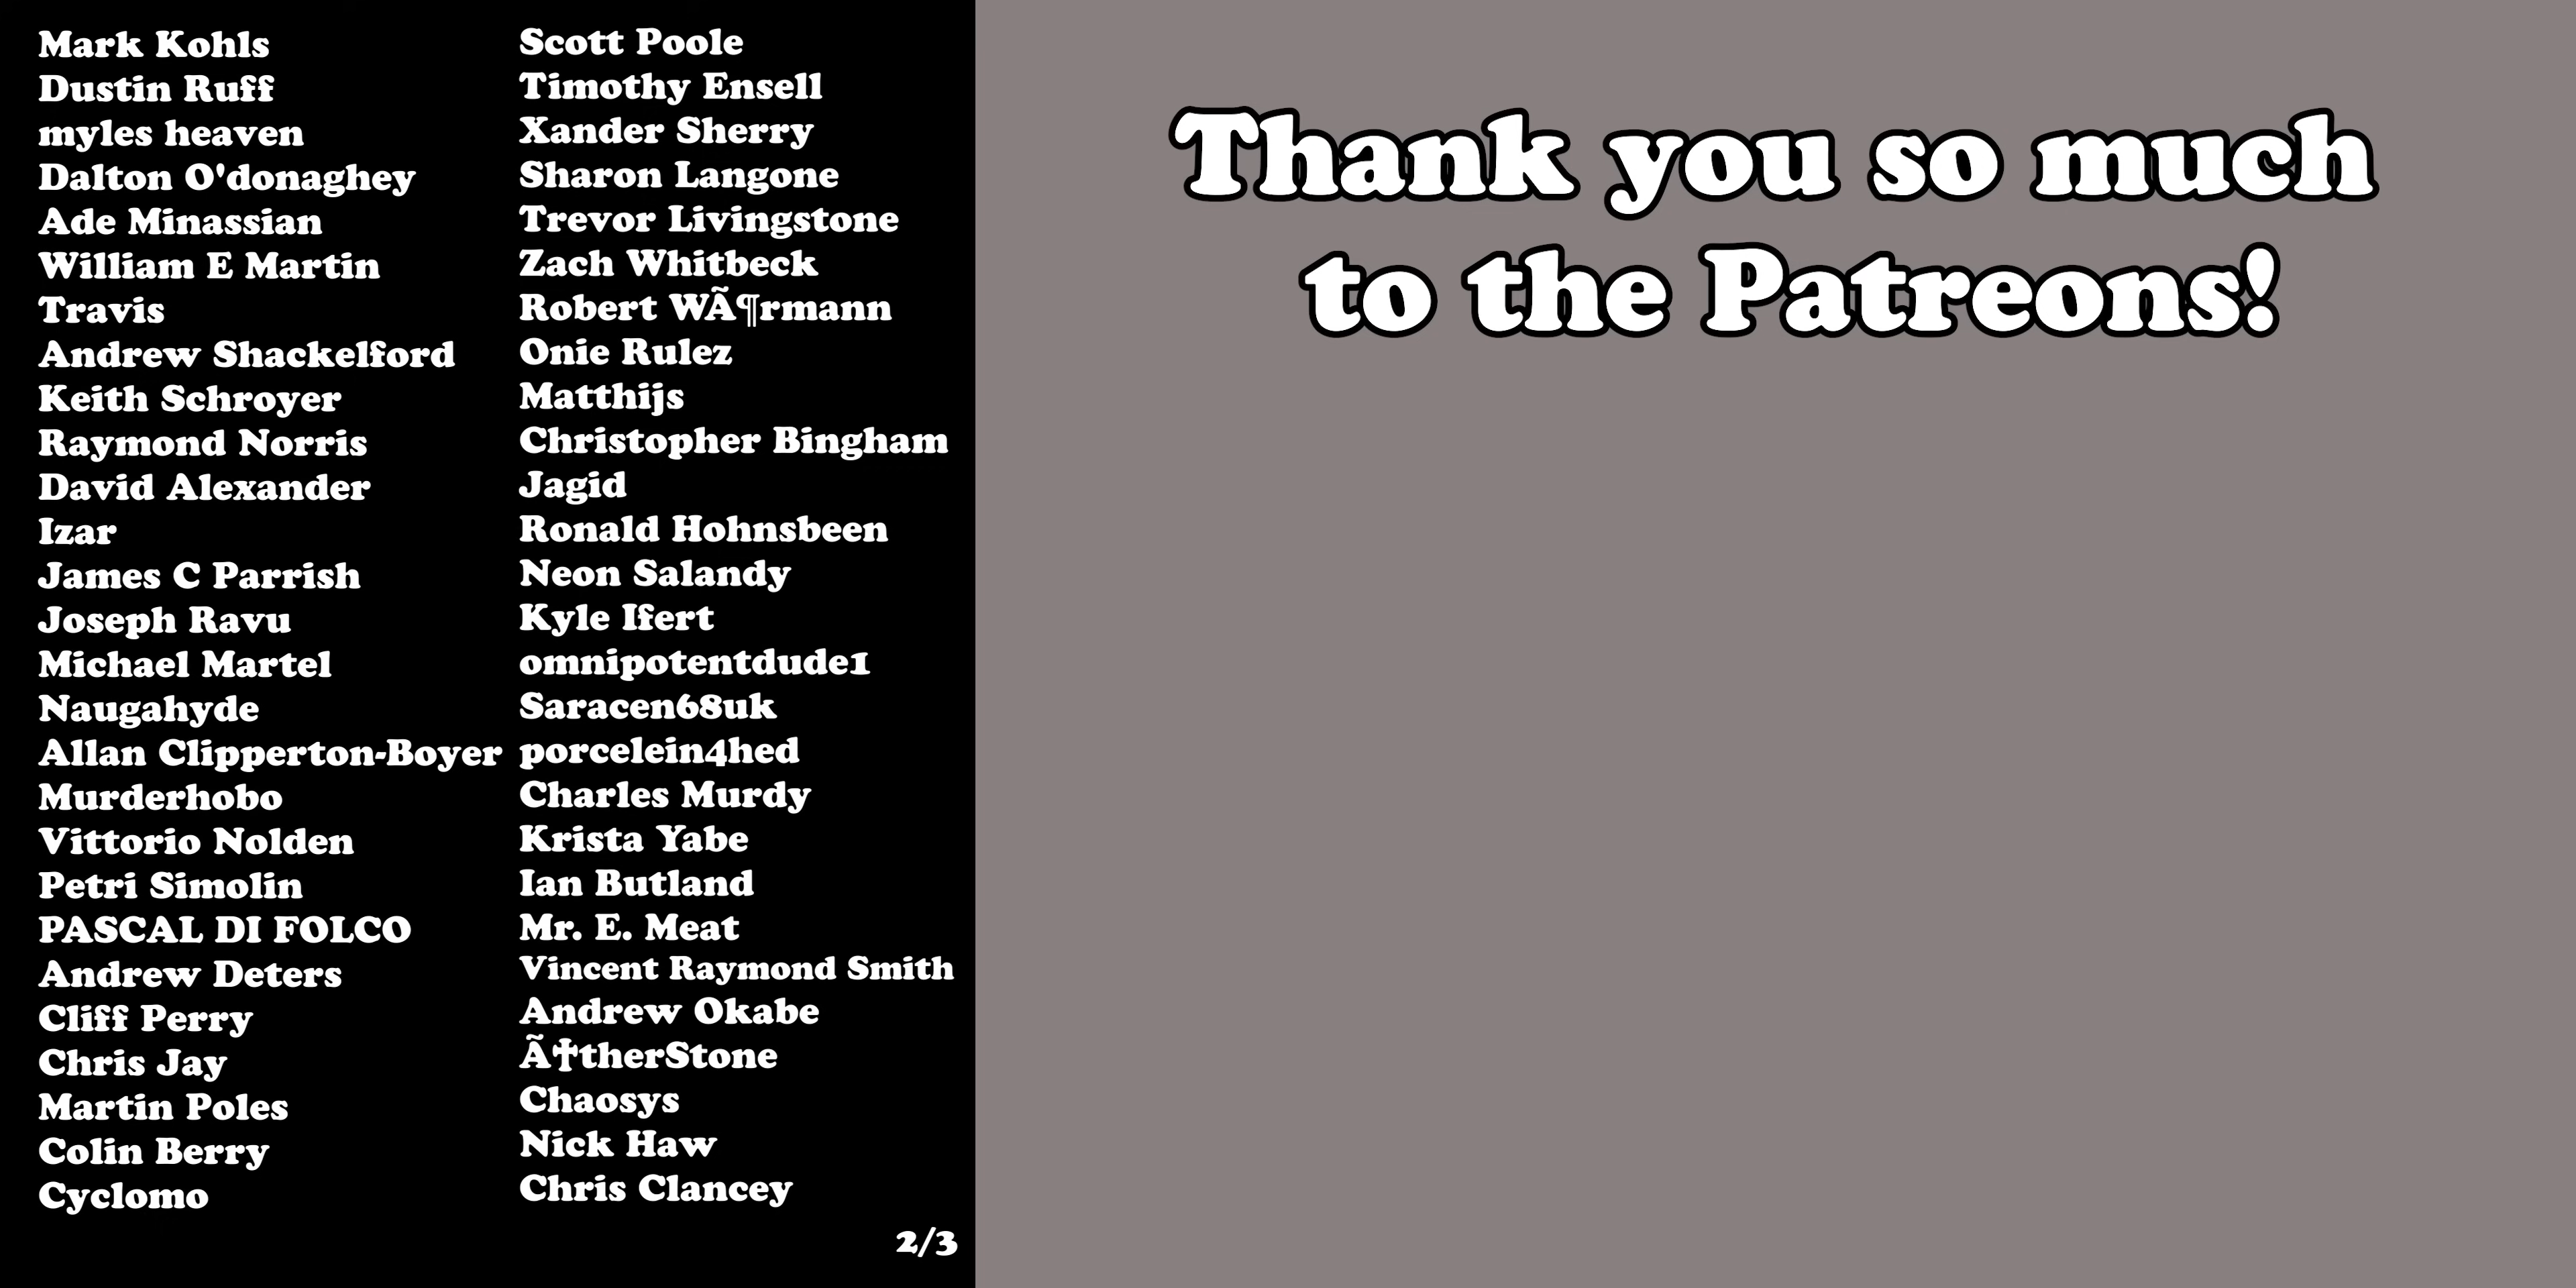 Mark Kohls
Dustin Ruff
myles heaven
Dalton O'donaghey
Ade Minassian
William E Martin
Travis
Andrew Shackelford
Keith Schroyer
Raymond Norris
David Alexander
Izar
James C Parrish
Joseph Ravu
Michael Martel
Naugahyde
Allan Clipperton-Boyer
Murderhobo
Vittorio Nolden
Petri Simolin
PASCAL DI FOLCO
Andrew Deters
Cliff Perry
Chris Jay
Martin Poles
Colin Berry
Cyclomo
Scott Poole
Timothy Ensell
Xander Sherry
Sharon Langone
Trevor Livingstone
Zach Whitbeck
Robert WÃ¶rmann
Onie Rulez
Matthijs
Christopher Bingham
Jagid
Ronald Hohnsbeen
Neon Salandy
Kyle Ifert
omnipotentdude1
Saracen68uk
porcelein4hed
Charles Murdy
Krista Yabe
Ian Butland
Mr. E. Meat
Vincent Raymond Smith
Andrew Okabe
Ã†therStone
Chaosys
Nick Haw
Chris Clancey
2/3
Thank you so much
to the Patreons!